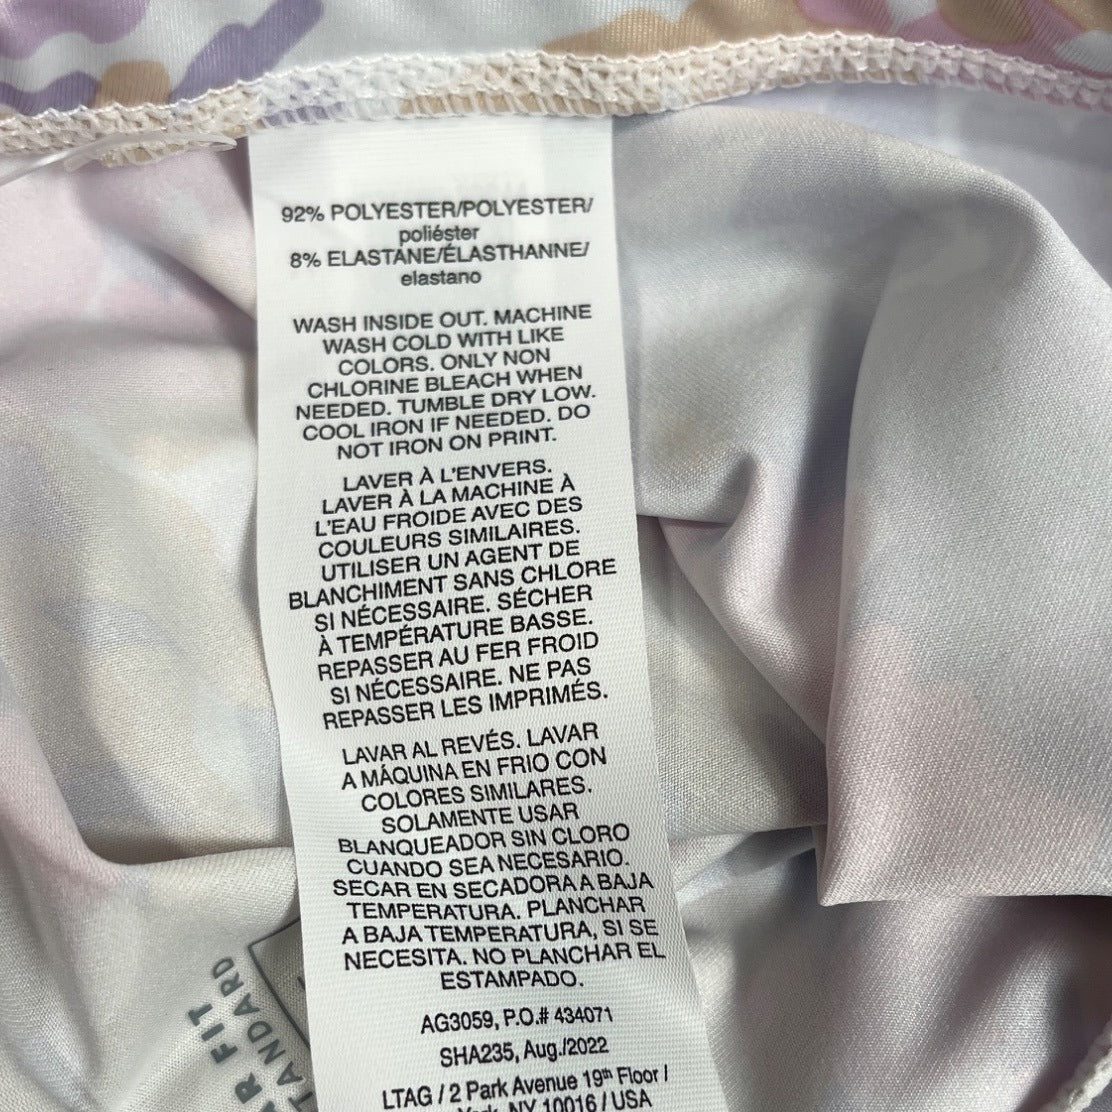 92% POLYESTER/POLYESTER/
poliéster
8% ELASTANE/ÉLASTHANNE/
elastano
WASH INSIDE OUT. MACHINE
WASH COLD WITH LIKE
COLORS. ONLY NON
CHLORINE BLEACH WHEN
NEEDED. TUMBLE DRY LOW.
COOL IRON IF NEEDED. DO
NOT IRON ON PRINT.
LAVER À L'ENVERS.
LAVER À LA MACHINE À
L'EAU FROIDE AVEC DES
COULEURS SIMILAIRES.
UTILISER UN AGENT DE
BLANCHIMENT SANS CHLORE
SI NÉCESSAIRE. SÉCHER
À TEMPÉRATURE BASSE.
REPASSER AU FER FROID
SI NÉCESSAIRE. NE PAS
REPASSER LES IMPRIMÉS.
LAVAR AL REVÉS. LAVAR
A MÁQUINA EN FRIO CON
COLORES SIMILARES.
SOLAMENTE USAR
BLANQUEADOR SIN CLORO
CUANDO SEA NECESARIO.
SECAR EN SECADORA A BAJA
TEMPERATURA. PLANCHAR
A BAJA TEMPERATURA, SI SE
NECESITA. NO PLANCHAR EL
ESTAMPADO.
AG3059, P.O.# 434071
SHA235, Aug./2022
LTAG / 2 Park Avenue 19th Floor /
York, NY 10016 / USA
FIT